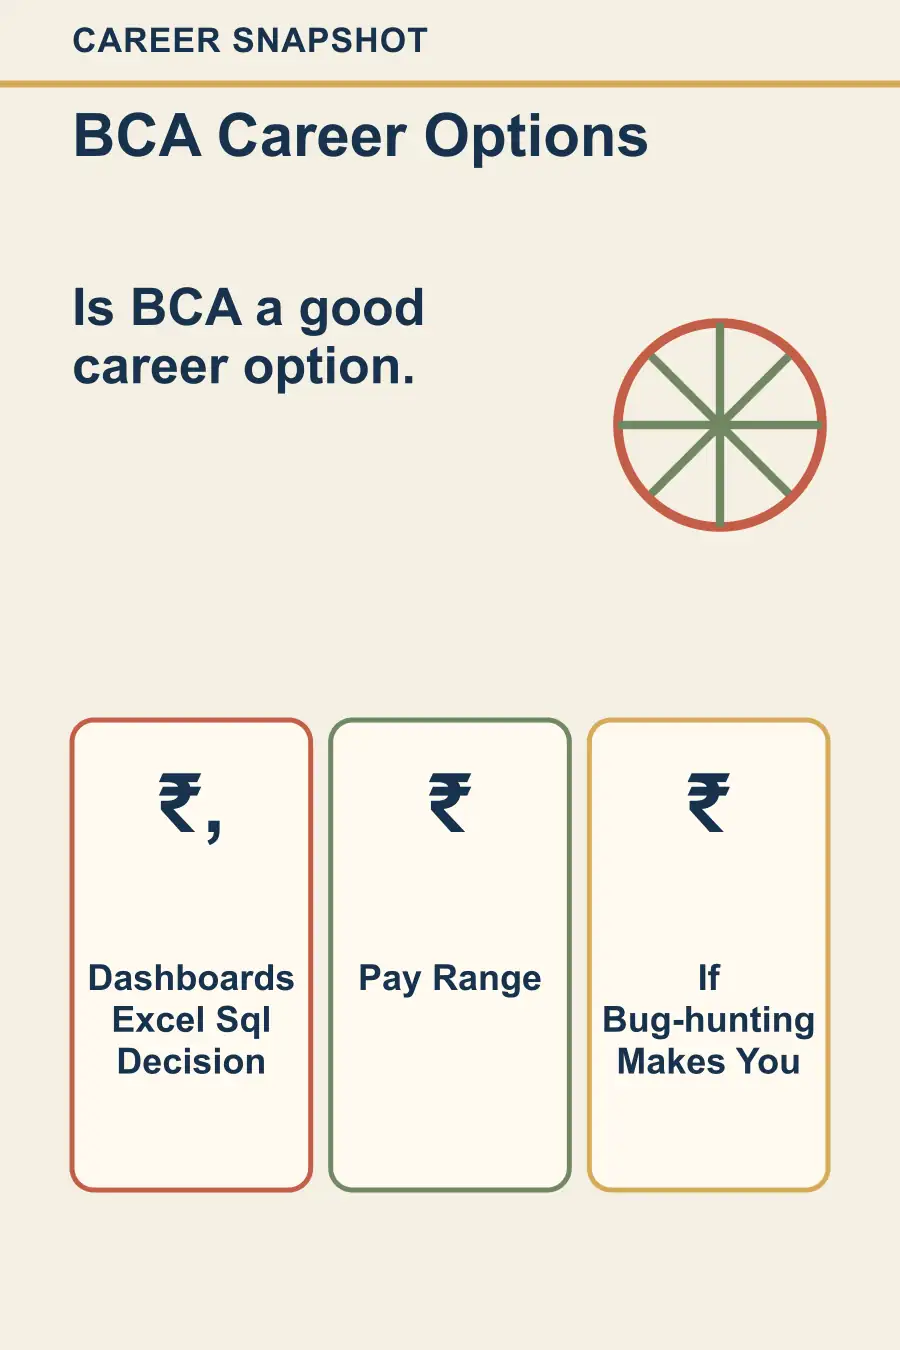 CAREER SNAPSHOT
BCA Career Options
Is BCA a good
career option.
₹,
Dashboards
Excel Sql
Decision
₹
Pay Range
₹
If
Bug-hunting
Makes You